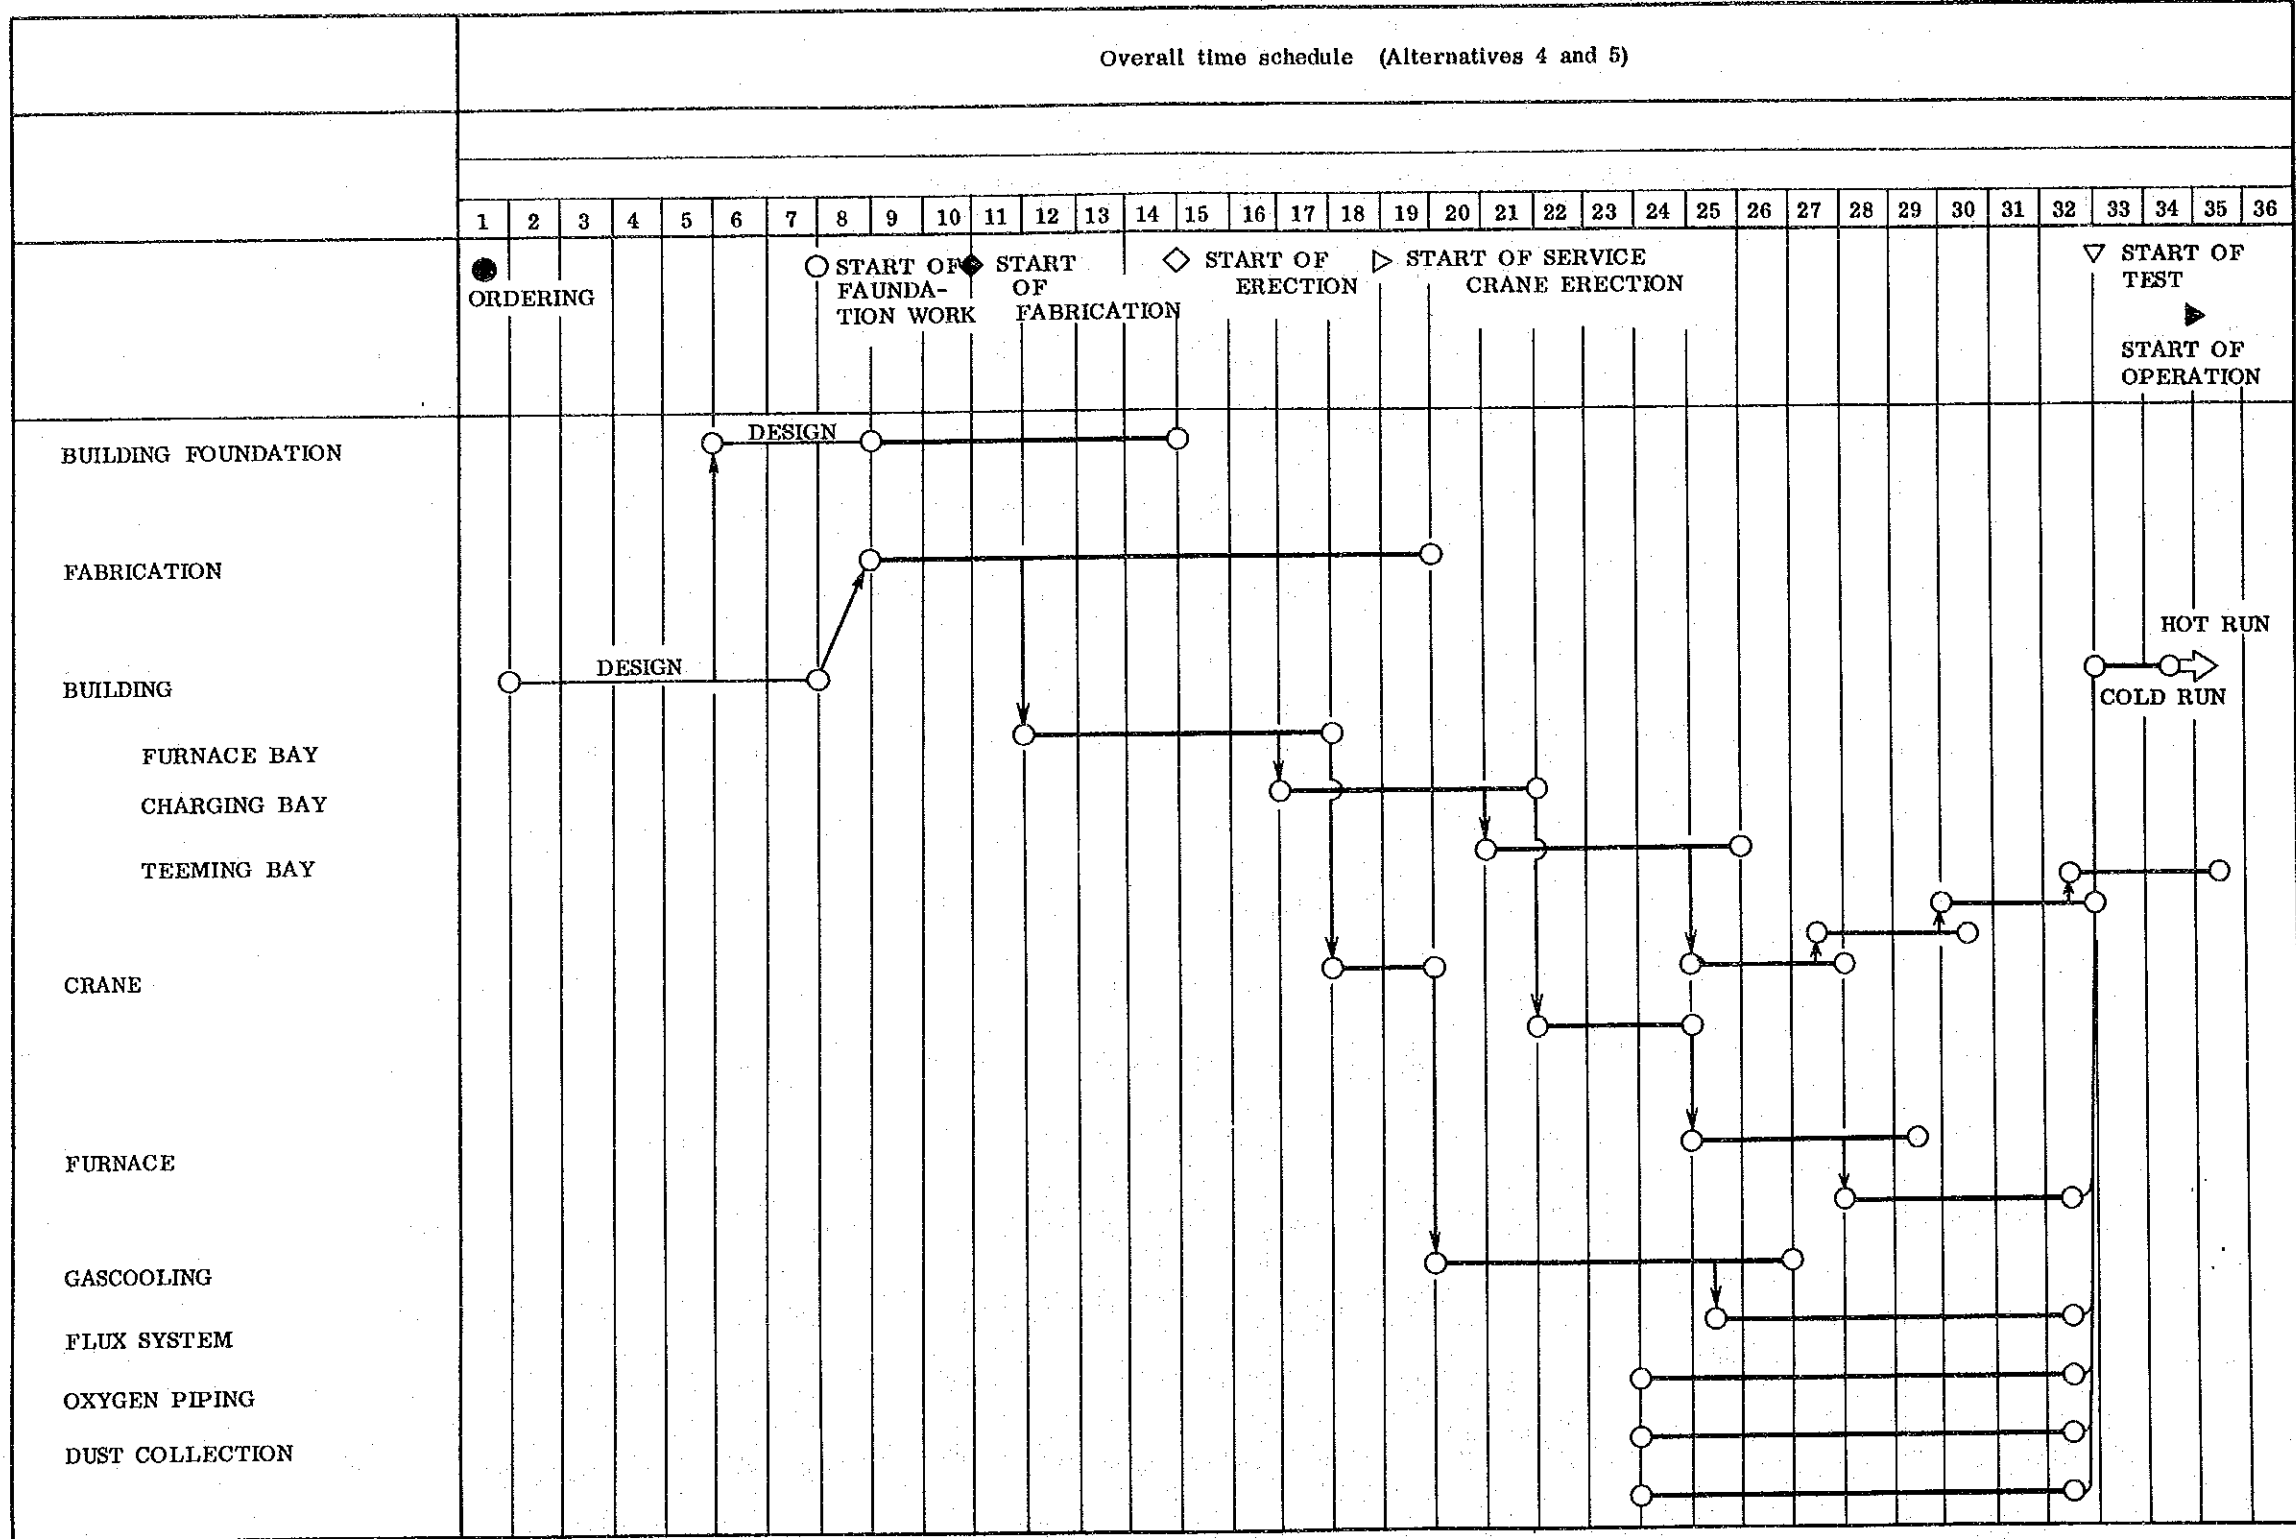 Overall time schedule (Alternatives 4 and 5)
1 2 3 4 5 6 7 8 9 10 11 12 13 14 15 16 17 18 19 20 21 22 23 24 25 26 27 28 29 30 31 32 33 34 35 36
ORDERING
START OF
FAUNDA-
TION WORK
START
OF
FABRICATION
START OF
ERECTION
START OF SERVICE
CRANE ERECTION
START OF
TEST
START OF
OPERATION
BUILDING FOUNDATION
DESIGN
FABRICATION
HOT RUN
BUILDING
DESIGN
COLD RUN
FURNACE BAY
CHARGING BAY
TEEMING BAY
CRANE
FURNACE
GASCOOLING
FLUX SYSTEM
OXYGEN PIPING
DUST COLLECTION